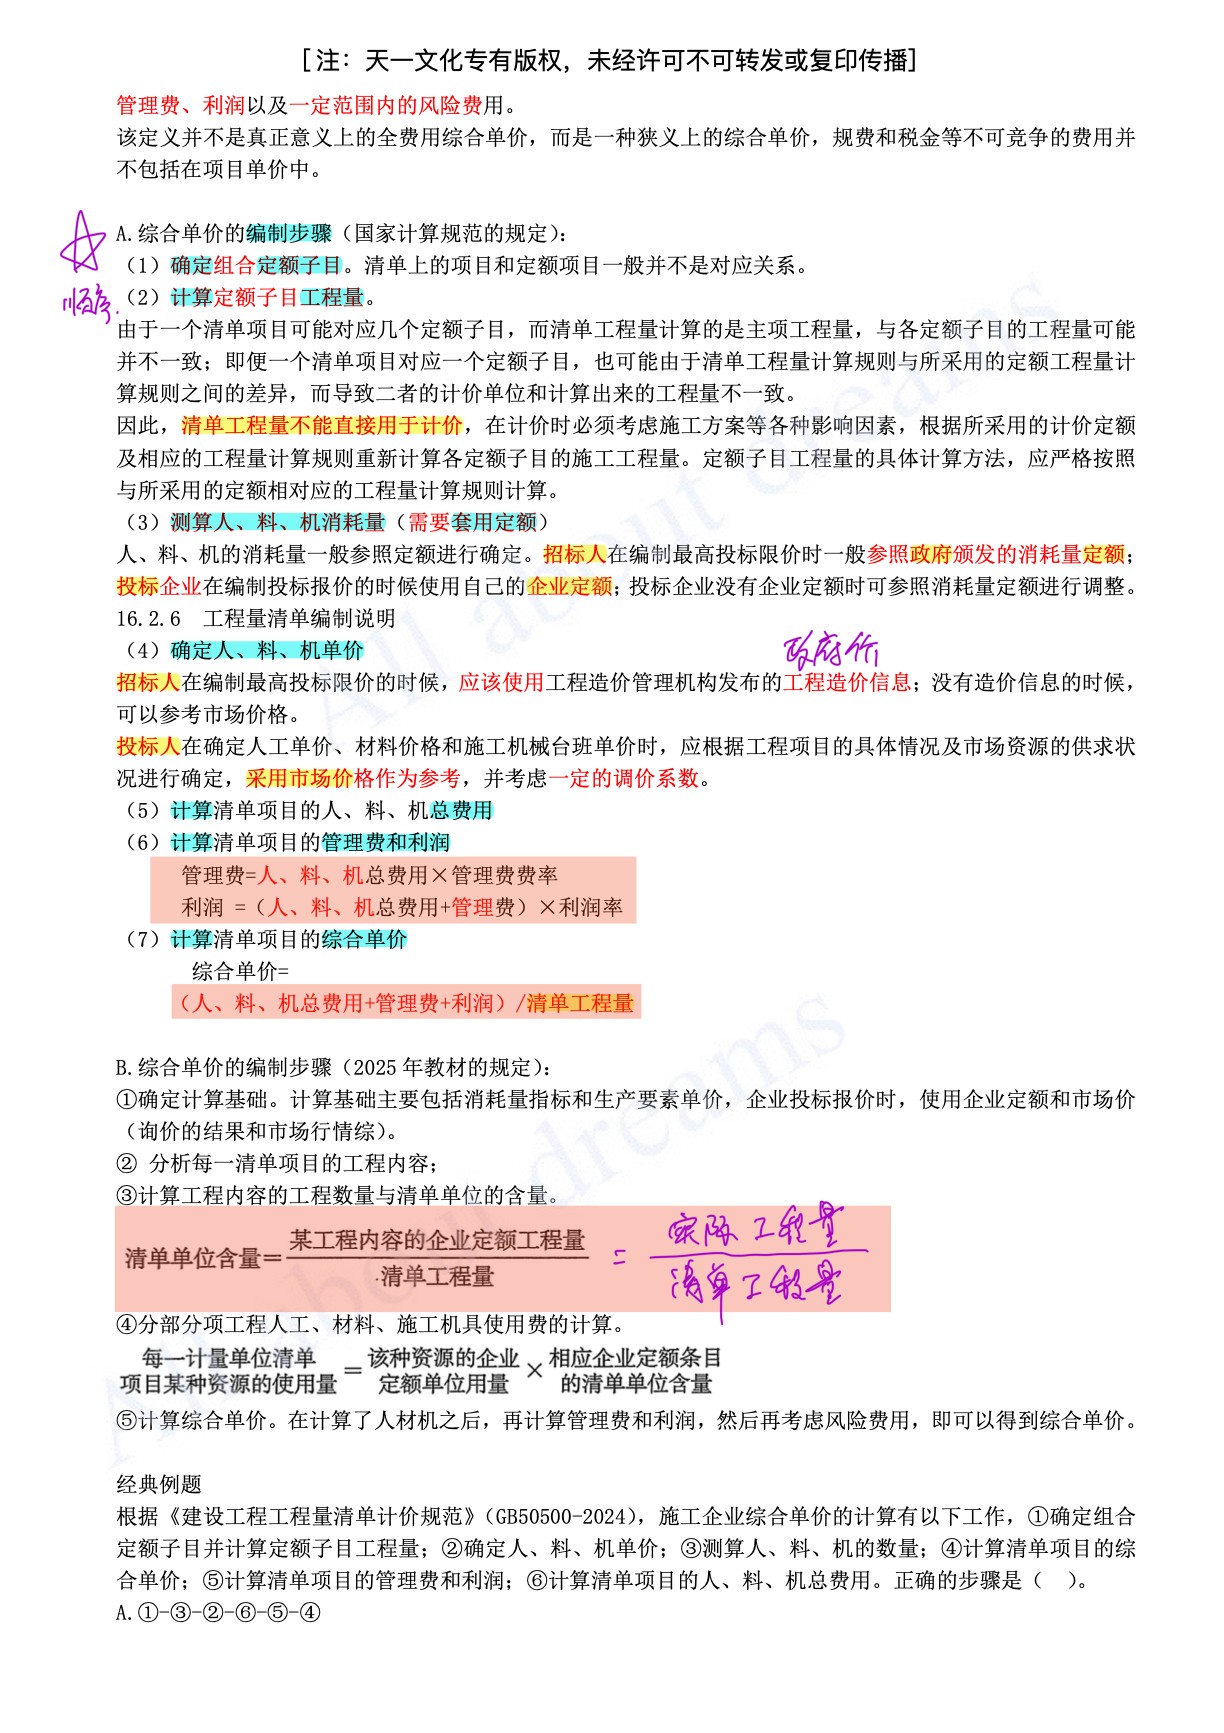 [注：天一文化专有版权，未经许可不可转发或复印传播]
管理费、利润以及一定范围内的风险费用。
该定义并不是真正意义上的全费用综合单价，而是一种狭义上的综合单价，规费和税金等不可竞争的费用并
不包括在项目单价中。
A.综合单价的编制步骤（国家计算规范的规定）：
（1）确定组合定额子目。清单上的项目和定额项目一般并不是对应关系。
顺序.
（2）计算定额子目工程量。
由于一个清单项目可能对应几个定额子目，而清单工程量计算的是主项工程量，与各定额子目的工程量可能
并不一致；即便一个清单项目对应一个定额子目，也可能由于清单工程量计算规则与所采用的定额工程量计
算规则之间的差异，而导致二者的计价单位和计算出来的工程量不一致。
因此，清单工程量不能直接用于计价，在计价时必须考虑施工方案等各种影响因素，根据所采用的计价定额
及相应的工程量计算规则重新计算各定额子目的施工工程量。定额子目工程量的具体计算方法，应严格按照
与所采用的定额相对应的工程量计算规则计算。
（3）测算人、料、机消耗量（需要套用定额）
人、料、机的消耗量一般参照定额进行确定。招标人在编制最高投标限价时一般参照政府颁发的消耗量定额；
投标企业在编制投标报价的时候使用自己的企业定额；投标企业没有企业定额时可参照消耗量定额进行调整。
16.2.6 工程量清单编制说明
（4）确定人、料、机单价
政府价
招标人在编制最高投标限价的时候，应该使用工程造价管理机构发布的工程造价信息；没有造价信息的时候，
可以参考市场价格。
投标人在确定人工单价、材料价格和施工机械台班单价时，应根据工程项目的具体情况及市场资源的供求状
况进行确定，采用市场价格作为参考，并考虑一定的调价系数。
（5）计算清单项目的人、料、机总费用
（6）计算清单项目的管理费和利润
管理费=人、料、机总费用×管理费费率
利润 =（人、料、机总费用+管理费）×利润率
（7）计算清单项目的综合单价
综合单价=
（人、料、机总费用+管理费+利润）/清单工程量
B.综合单价的编制步骤（2025年教材的规定）：
①确定计算基础。计算基础主要包括消耗量指标和生产要素单价，企业投标报价时，使用企业定额和市场价
（询价的结果和市场行情综）。
② 分析每一清单项目的工程内容；
③计算工程内容的工程数量与清单单位的含量。
清单单位含量=某工程内容的企业定额工程量/清单工程量 = 实际工程量/清单工程量
④分部分项工程人工、材料、施工机具使用费的计算。
每一计量单位清单 = 该种资源的企业 × 相应企业定额条目
项目某种资源的使用量 定额单位用量 的清单单位含量
⑤计算综合单价。在计算了人材机之后，再计算管理费和利润，然后再考虑风险费用，即可以得到综合单价。
经典例题
根据《建设工程工程量清单计价规范》（GB50500-2024），施工企业综合单价的计算有以下工作，①确定组合
定额子目并计算定额子目工程量；②确定人、料、机单价；③测算人、料、机的数量；④计算清单项目的综
合单价；⑤计算清单项目的管理费和利润；⑥计算清单项目的人、料、机总费用。正确的步骤是（ ）。
A.①-③-②-⑥-⑤-④
All about dreams
All about dreams